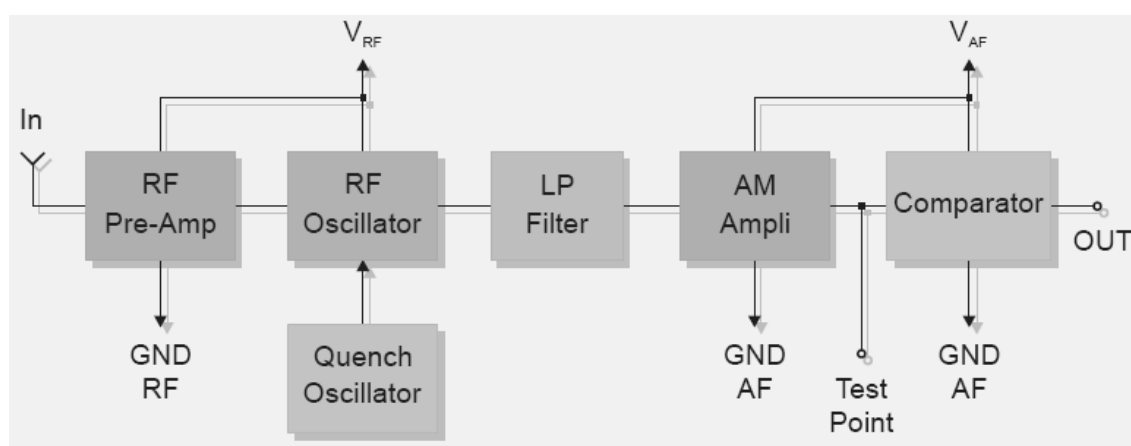 V_RF
V_AF
In
RF
Pre-Amp
RF
Oscillator
LP
Filter
AM
Ampli
Comparator
OUT
GND
RF
Quench
Oscillator
GND
AF
Test
Point
GND
AF